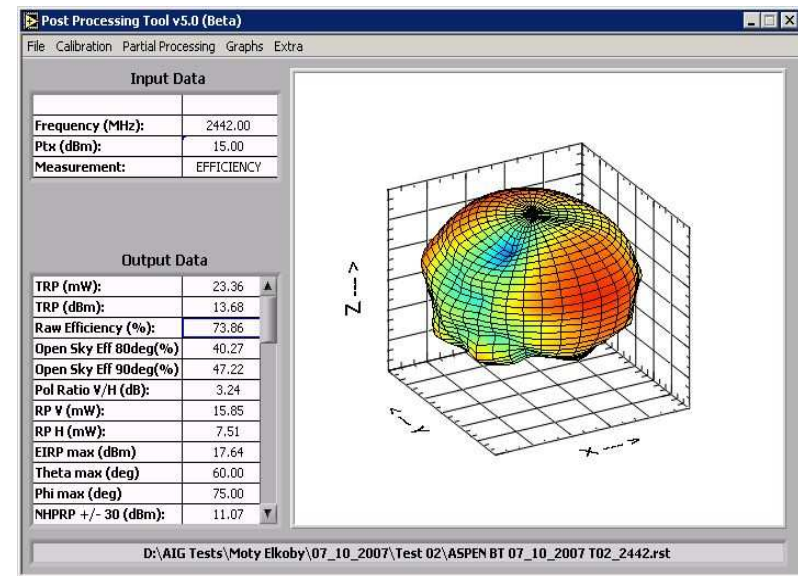 Post Processing Tool v5.0 (Beta)
File Calibration Partial Processing Graphs Extra
Input Data
Frequency (MHz): 2442.00
Ptx (dBm): 15.00
Measurement: EFFICIENCY
Output Data
TRP (mW): 23.36
TRP (dBm): 13.68
Raw Efficiency (%): 73.86
Open Sky Eff 80deg(%) 40.27
Open Sky Eff 90deg(%) 47.22
Pol Ratio V/H (dB): 3.24
RP V (mW): 15.85
RP H (mW): 7.51
EIRP max (dBm) 17.64
Theta max (deg) 60.00
Phi max (deg) 75.00
NHPRP +/- 30 (dBm): 11.07
Z --->
<--- Y
X --->
D:\AIG Tests\Moty Elkoby\07_10_2007\Test 02\ASPEN BT 07_10_2007 T02_2442.rst